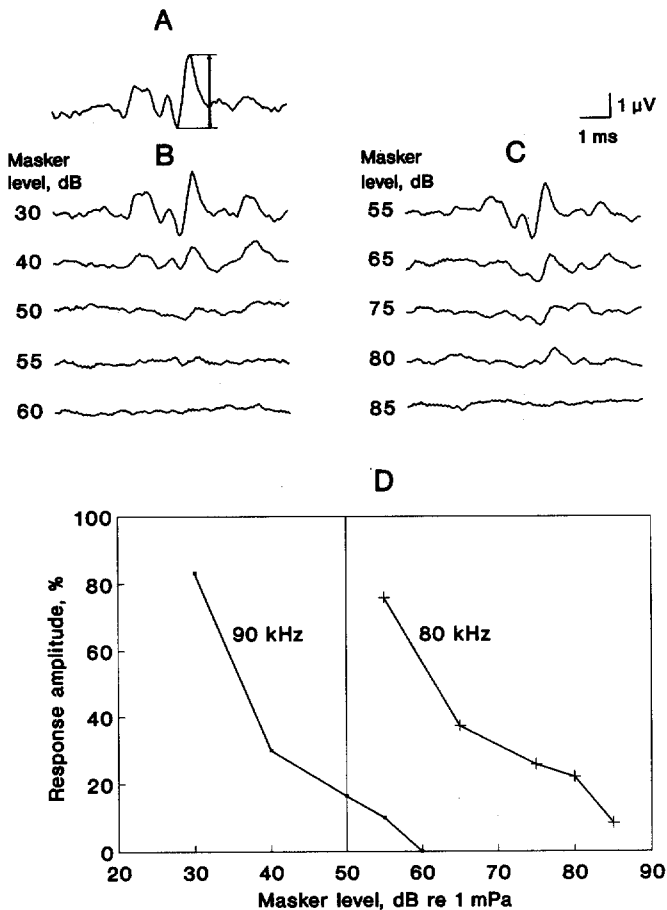 A
1 μV
1 ms
B
Masker
level, dB
30
40
50
55
60
C
Masker
level, dB
55
65
75
80
85
D
100
80
60
40
20
0
Response amplitude, %
90 kHz
80 kHz
20 30 40 50 60 70 80 90
Masker level, dB re 1 mPa